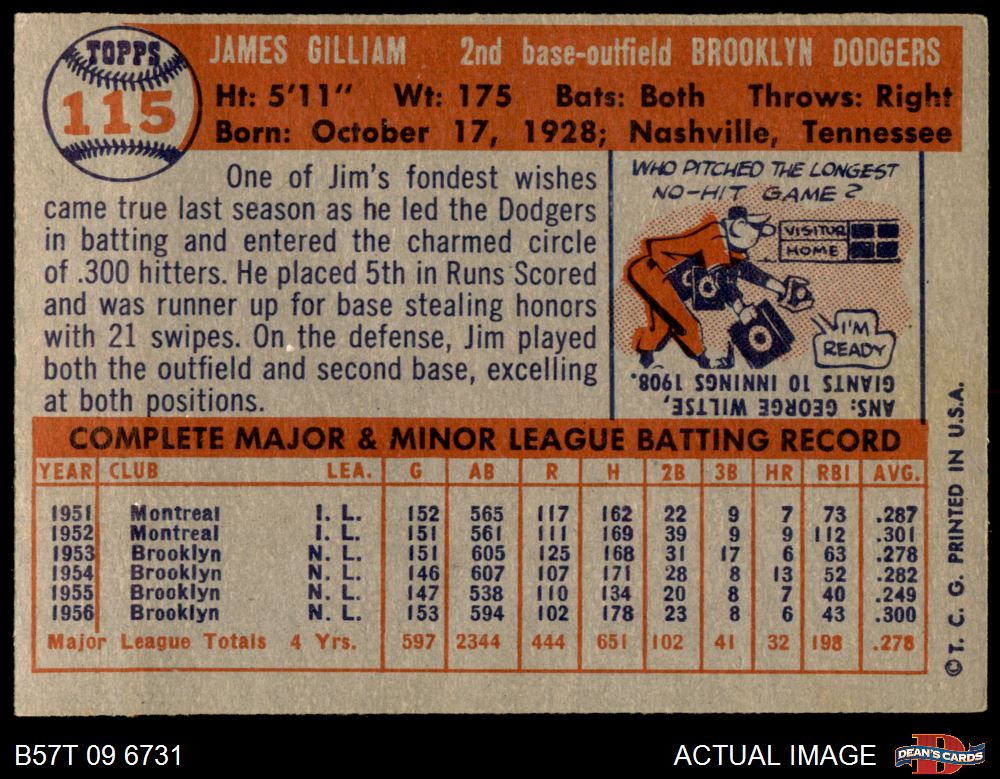 TOPPS
115
JAMES GILLIAM 2nd base-outfield BROOKLYN DODGERS
Ht: 5'11" Wt: 175 Bats: Both Throws: Right
Born: October 17, 1928; Nashville, Tennessee
One of Jim's fondest wishes
came true last season as he led the Dodgers
in batting and entered the charmed circle
of .300 hitters. He placed 5th in Runs Scored
and was runner up for base stealing honors
with 21 swipes. On the defense, Jim played
both the outfield and second base, excelling
at both positions.
WHO PITCHED THE LONGEST
NO-HIT GAME?
VISITOR
HOME
I'M
READY
ANS: GEORGE WILTSE,
GIANTS 10 INNINGS 1908.
COMPLETE MAJOR & MINOR LEAGUE BATTING RECORD
YEAR CLUB LEA. G AB R H 2B 3B HR RBI AVG.
1951 Montreal I. L. 152 565 117 162 22 9 7 73 .287
1952 Montreal I. L. 151 561 111 169 39 9 9 112 .301
1953 Brooklyn N. L. 151 605 125 168 31 17 6 63 .278
1954 Brooklyn N. L. 146 607 107 171 28 8 13 52 .282
1955 Brooklyn N. L. 147 538 110 134 20 8 7 40 .249
1956 Brooklyn N. L. 153 594 102 178 23 8 6 43 .300
Major League Totals 4 Yrs. 597 2344 444 651 102 41 32 198 .278
©T. C. G. PRINTED IN U.S.A.
B57T 09 6731
ACTUAL IMAGE
DEAN'S CARDS